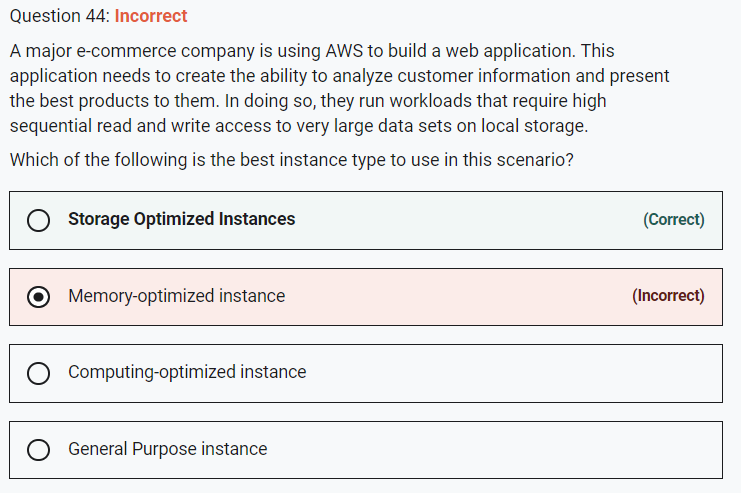 Question 44: Incorrect
A major e-commerce company is using AWS to build a web application. This
application needs to create the ability to analyze customer information and present
the best products to them. In doing so, they run workloads that require high
sequential read and write access to very large data sets on local storage.
Which of the following is the best instance type to use in this scenario?
Storage Optimized Instances (Correct)
Memory-optimized instance (Incorrect)
Computing-optimized instance
General Purpose instance